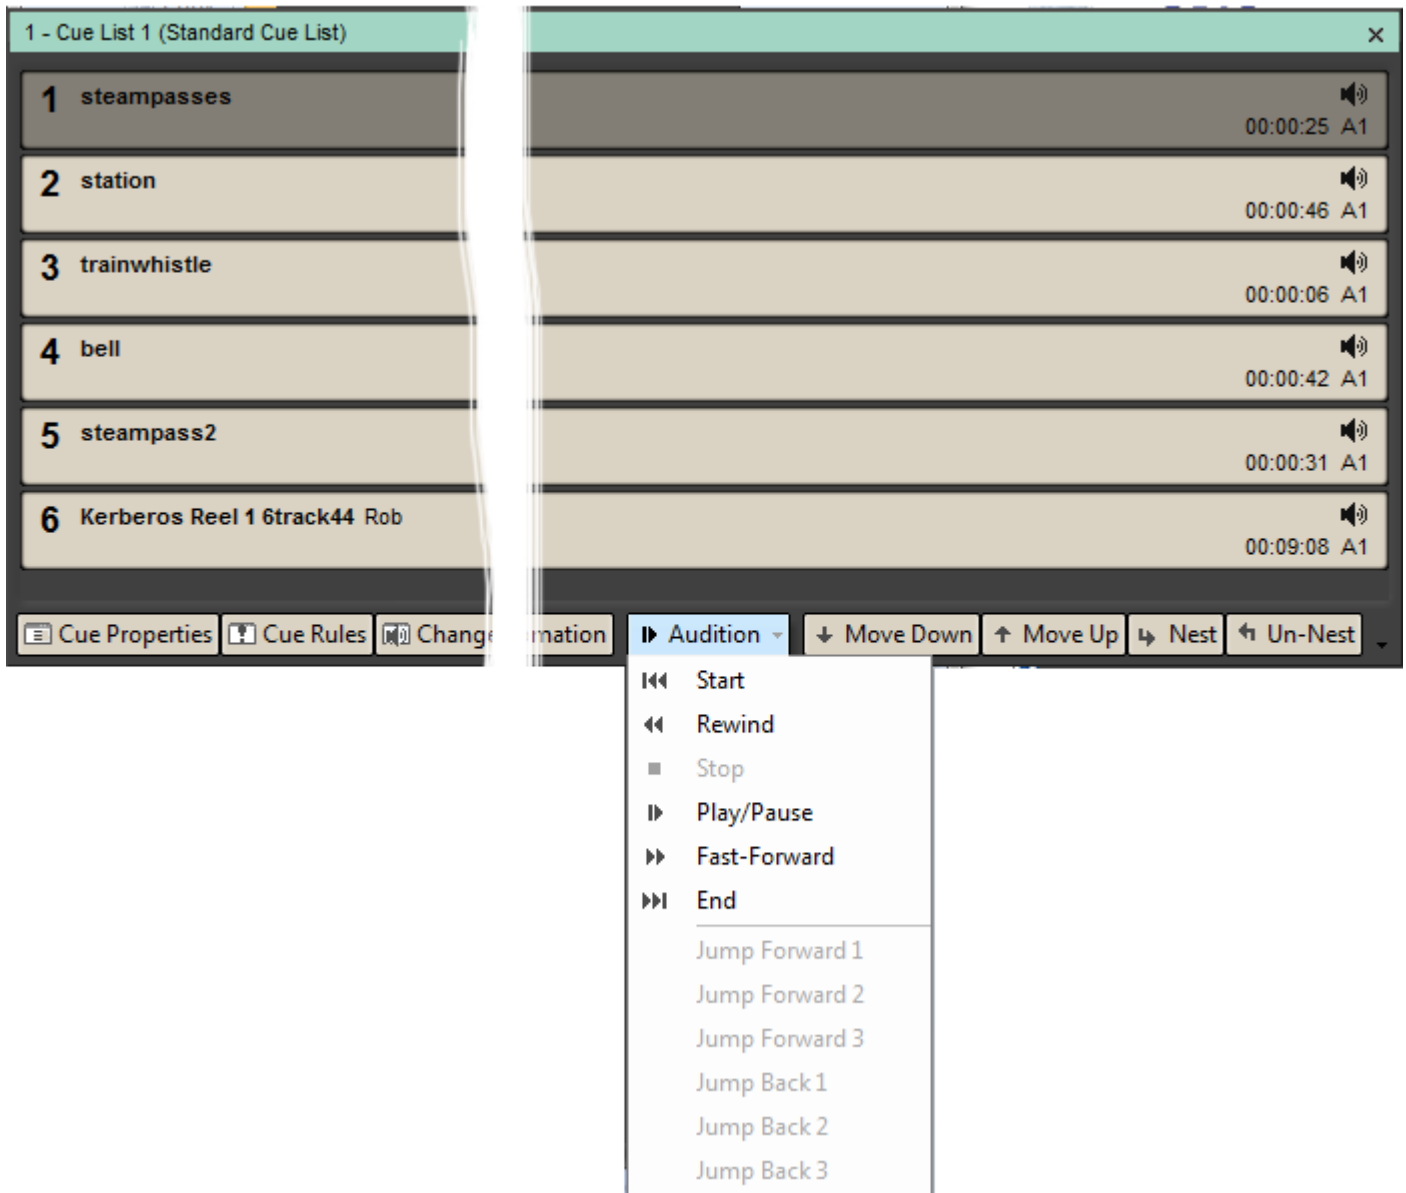 1 - Cue List 1 (Standard Cue List)
1 steampasses
00:00:25 A1
2 station
00:00:46 A1
3 trainwhistle
00:00:06 A1
4 bell
00:00:42 A1
5 steampass2
00:00:31 A1
6 Kerberos Reel 1 6track44 Rob
00:09:08 A1
Cue Properties Cue Rules Chang mation Audition Move Down Move Up Nest Un-Nest
Start
Rewind
Stop
Play/Pause
Fast-Forward
End
Jump Forward 1
Jump Forward 2
Jump Forward 3
Jump Back 1
Jump Back 2
Jump Back 3